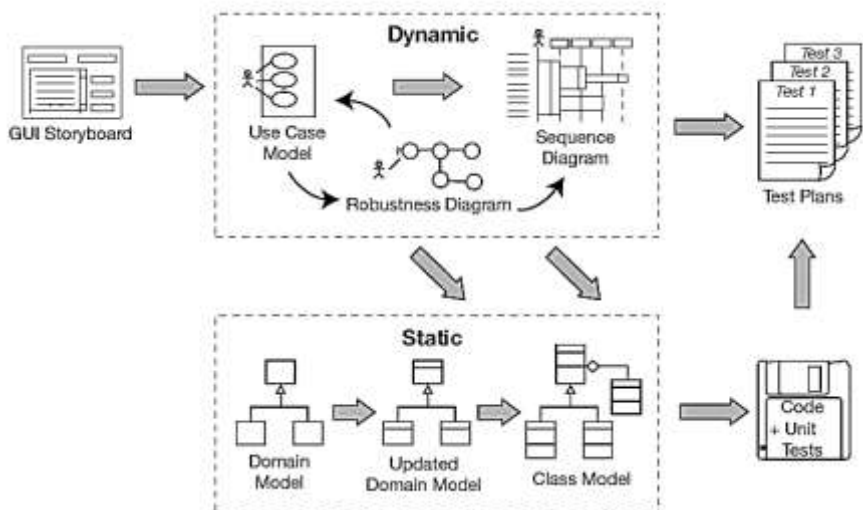 Dynamic
GUI Storyboard
Use Case
Model
Robustness Diagram
Sequence
Diagram
Test 3
Test 2
Test 1
Test Plans
Static
Domain
Model
Updated
Domain Model
Class Model
Code
+ Unit
Tests